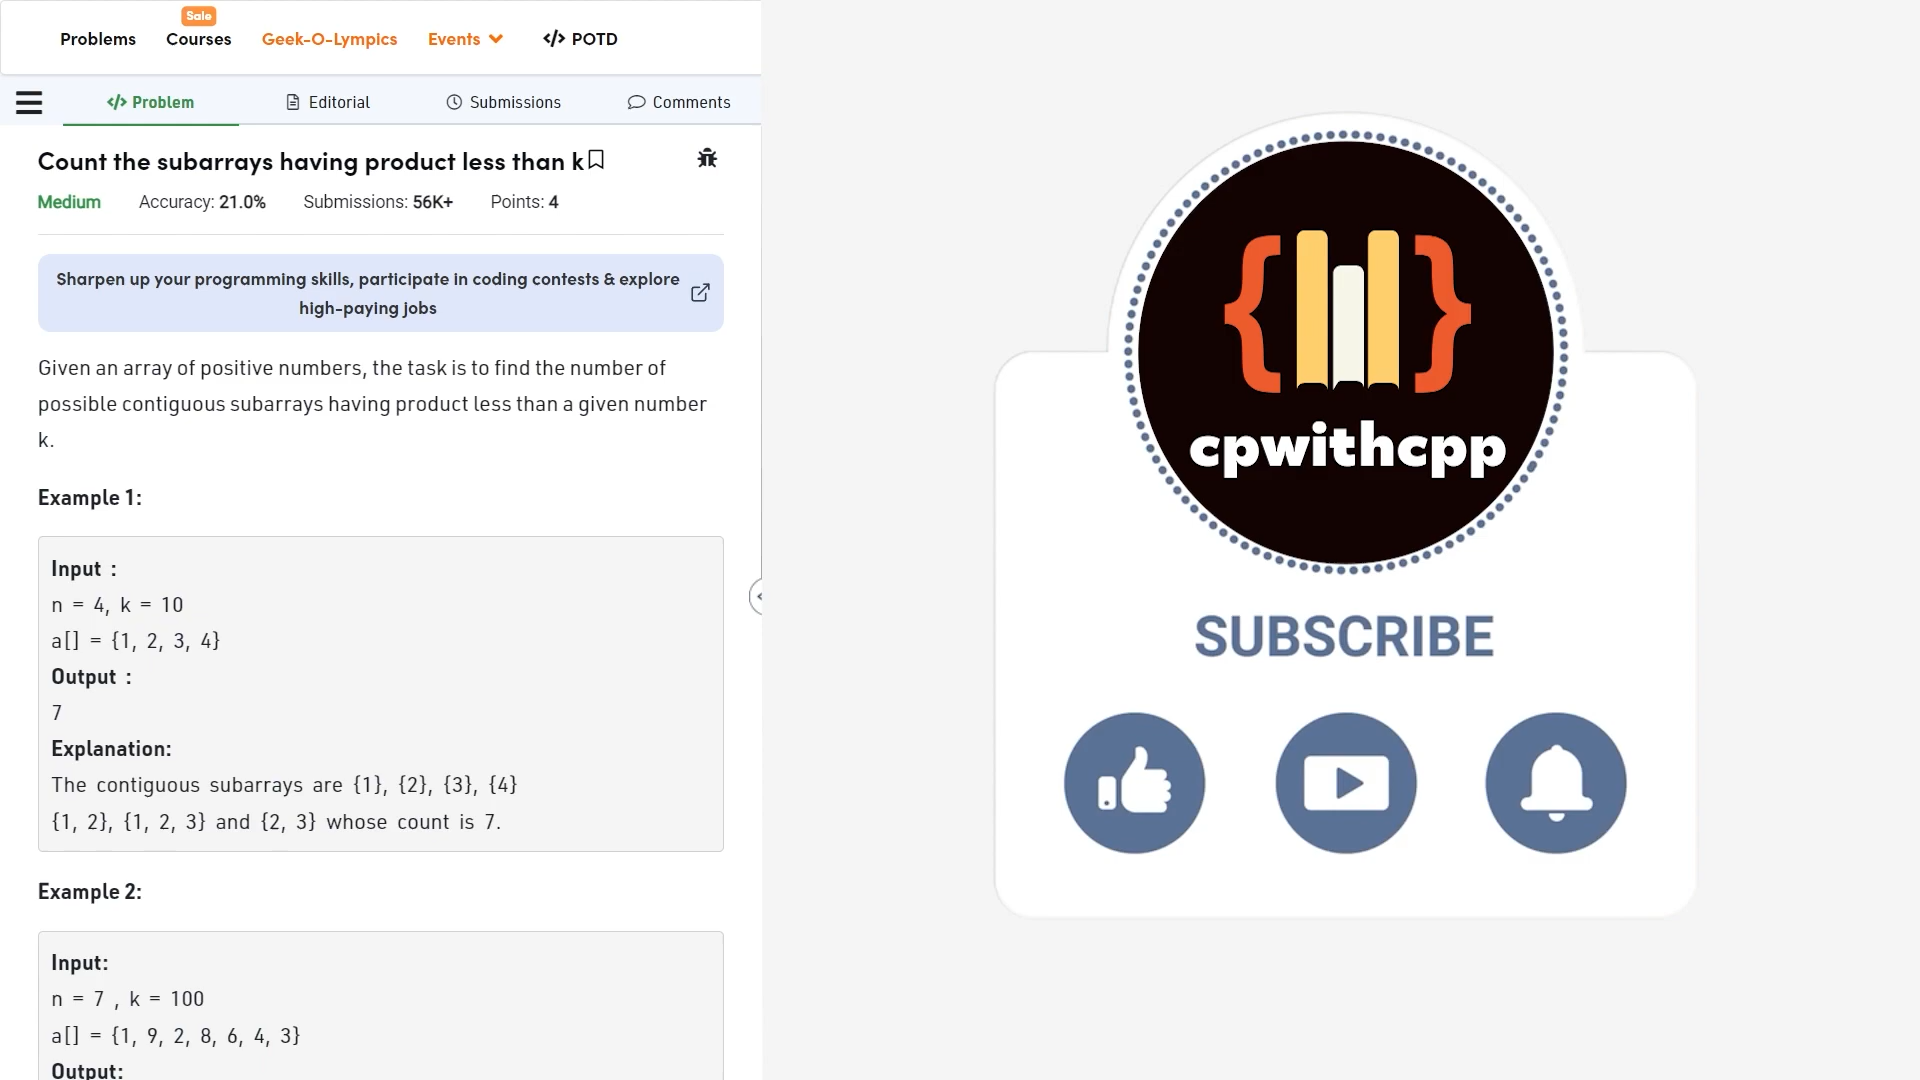 Sale
Problems Courses Geek-O-Lympics Events </> POTD
</> Problem Editorial Submissions Comments
Count the subarrays having product less than k
Medium Accuracy: 21.0% Submissions: 56K+ Points: 4
Sharpen up your programming skills, participate in coding contests & explore
high-paying jobs
Given an array of positive numbers, the task is to find the number of
possible contiguous subarrays having product less than a given number
k.
Example 1:
Input :
n = 4, k = 10
a[] = {1, 2, 3, 4}
Output :
7
Explanation:
The contiguous subarrays are {1}, {2}, {3}, {4}
{1, 2}, {1, 2, 3} and {2, 3} whose count is 7.
Example 2:
Input:
n = 7 , k = 100
a[] = {1, 9, 2, 8, 6, 4, 3}
Output:
cpwithcpp
SUBSCRIBE